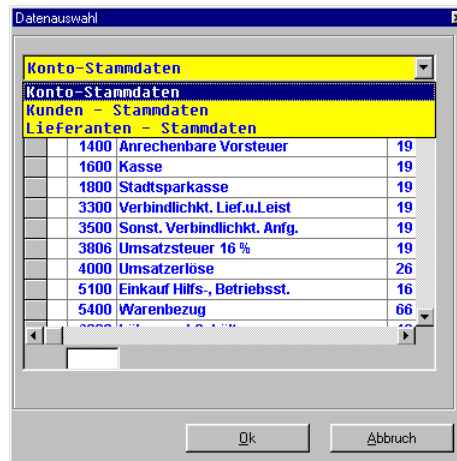 Datenauswahl
Konto-Stammdaten
Konto-Stammdaten
Kunden - Stammdaten
Lieferanten - Stammdaten
1400 Anrechenbare Vorsteuer 19
1600 Kasse 19
1800 Stadtsparkasse 19
3300 Verbindlichkt. Lief.u.Leist 19
3500 Sonst. Verbindlichkt. Anfg. 19
3806 Umsatzsteuer 16 % 19
4000 Umsatzerlöse 26
5100 Einkauf Hilfs-, Betriebsst. 16
5400 Warenbezug 66
Ok Abbruch